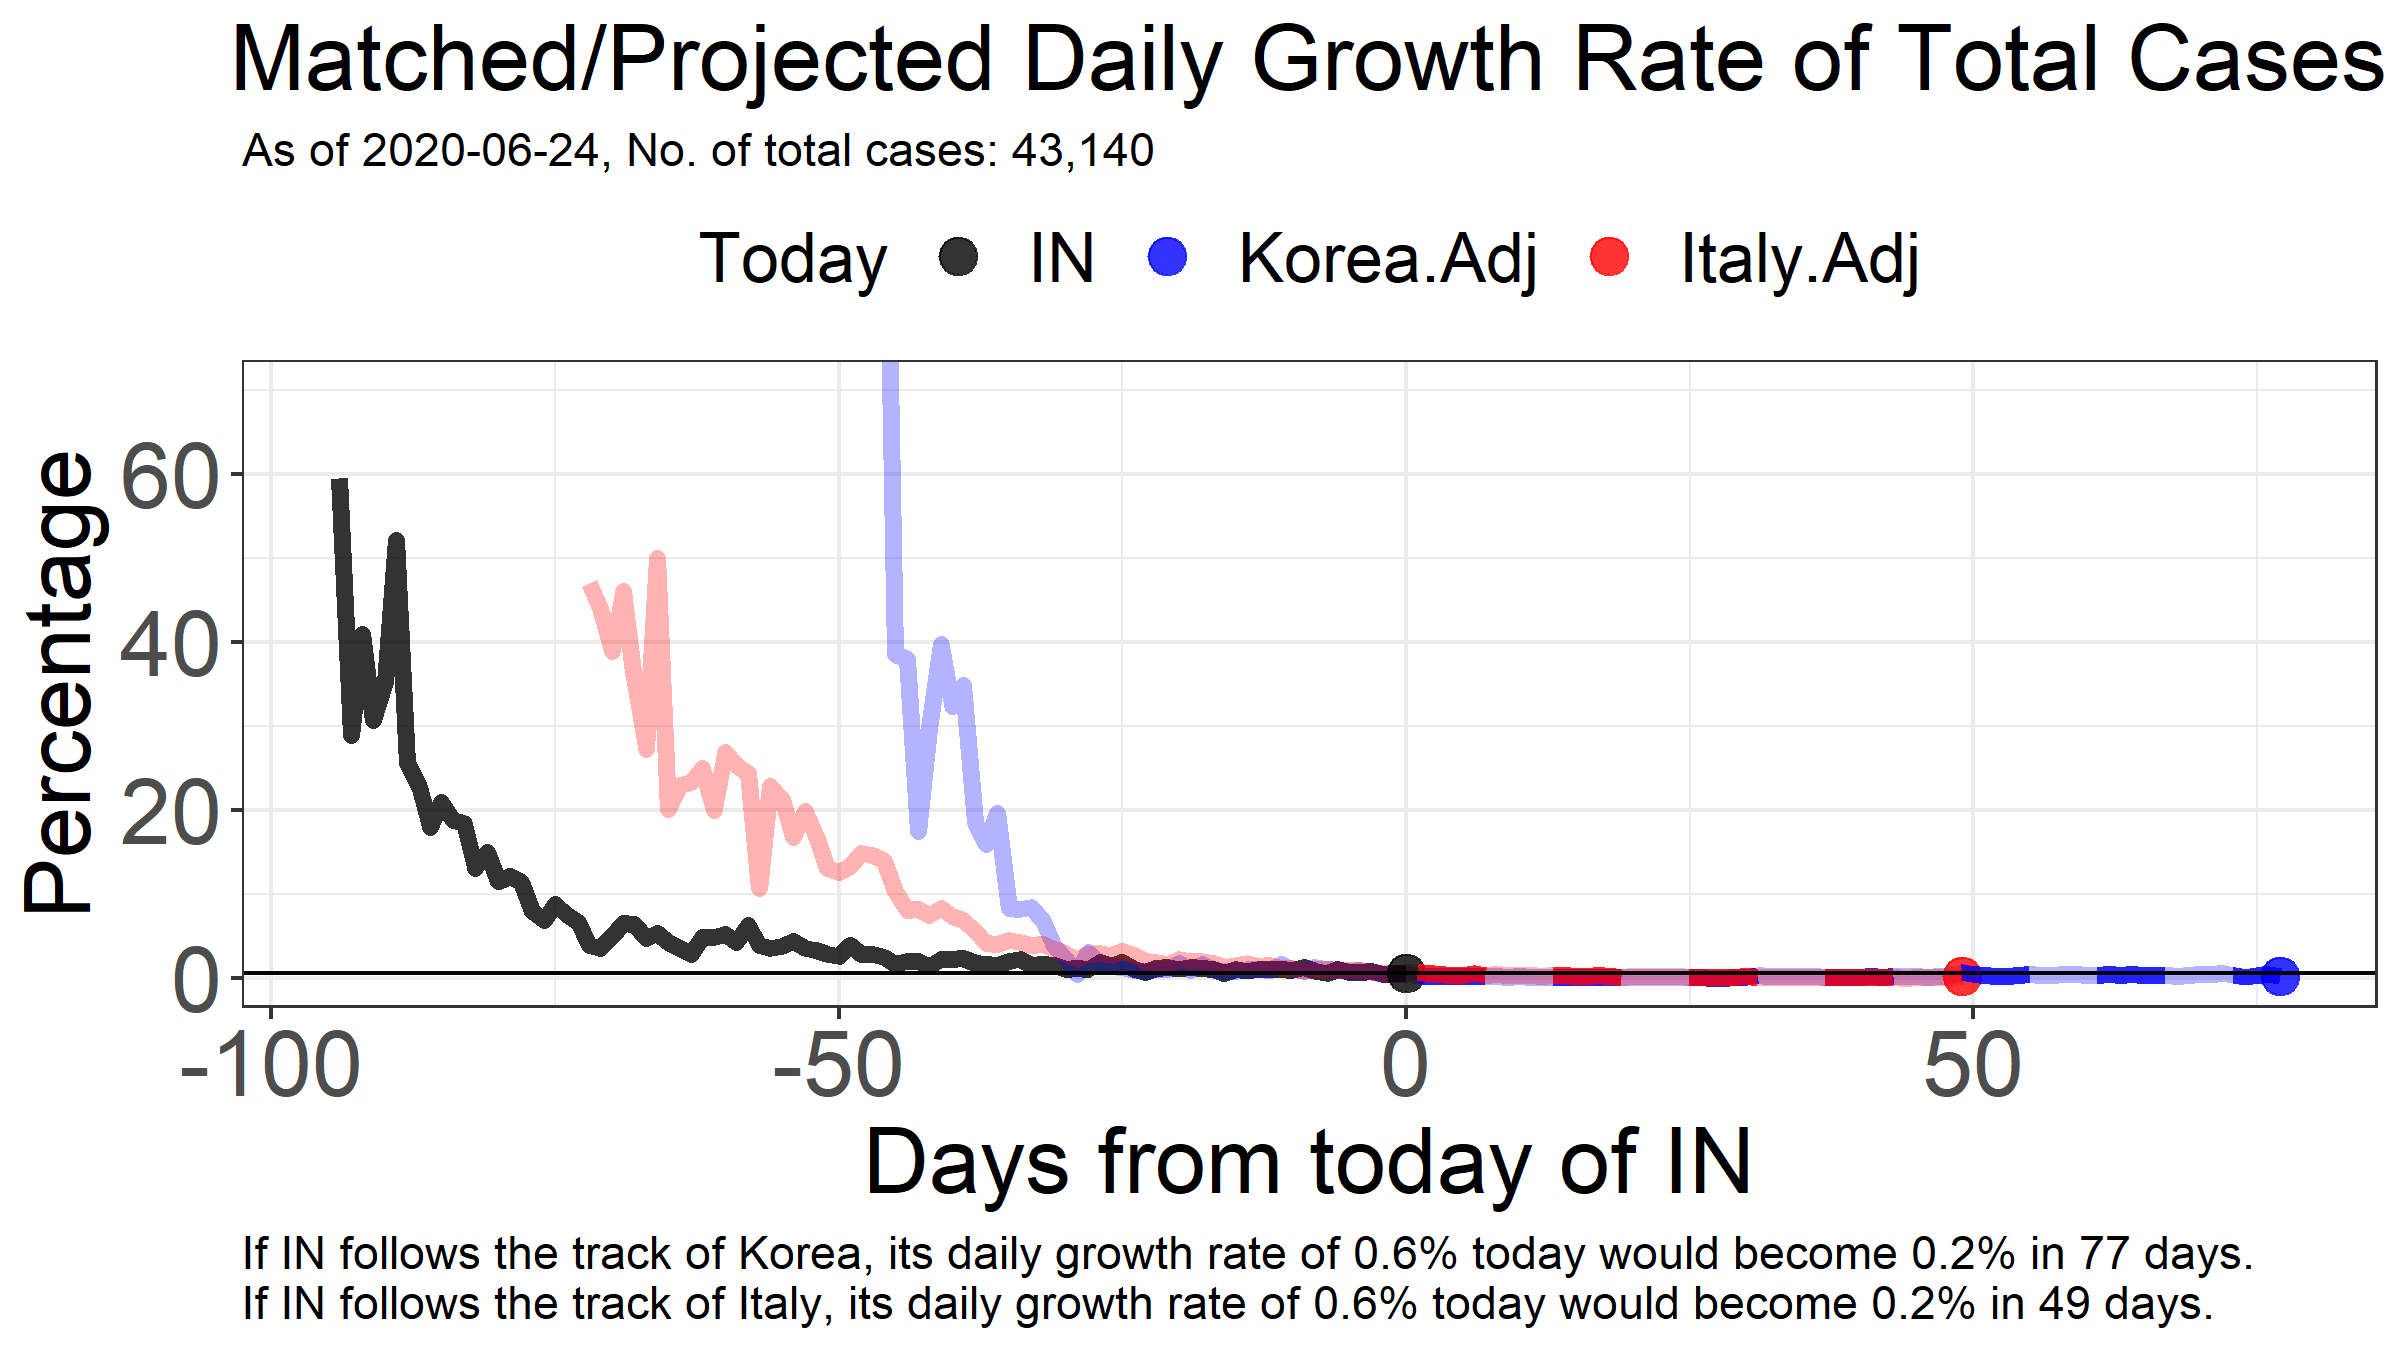 Matched/Projected Daily Growth Rate of Total Cases
As of 2020-06-24, No. of total cases: 43,140
Today IN Korea.Adj Italy.Adj
Percentage
60
40
20
0
-100 -50 0 50
Days from today of IN
If IN follows the track of Korea, its daily growth rate of 0.6% today would become 0.2% in 77 days.
If IN follows the track of Italy, its daily growth rate of 0.6% today would become 0.2% in 49 days.